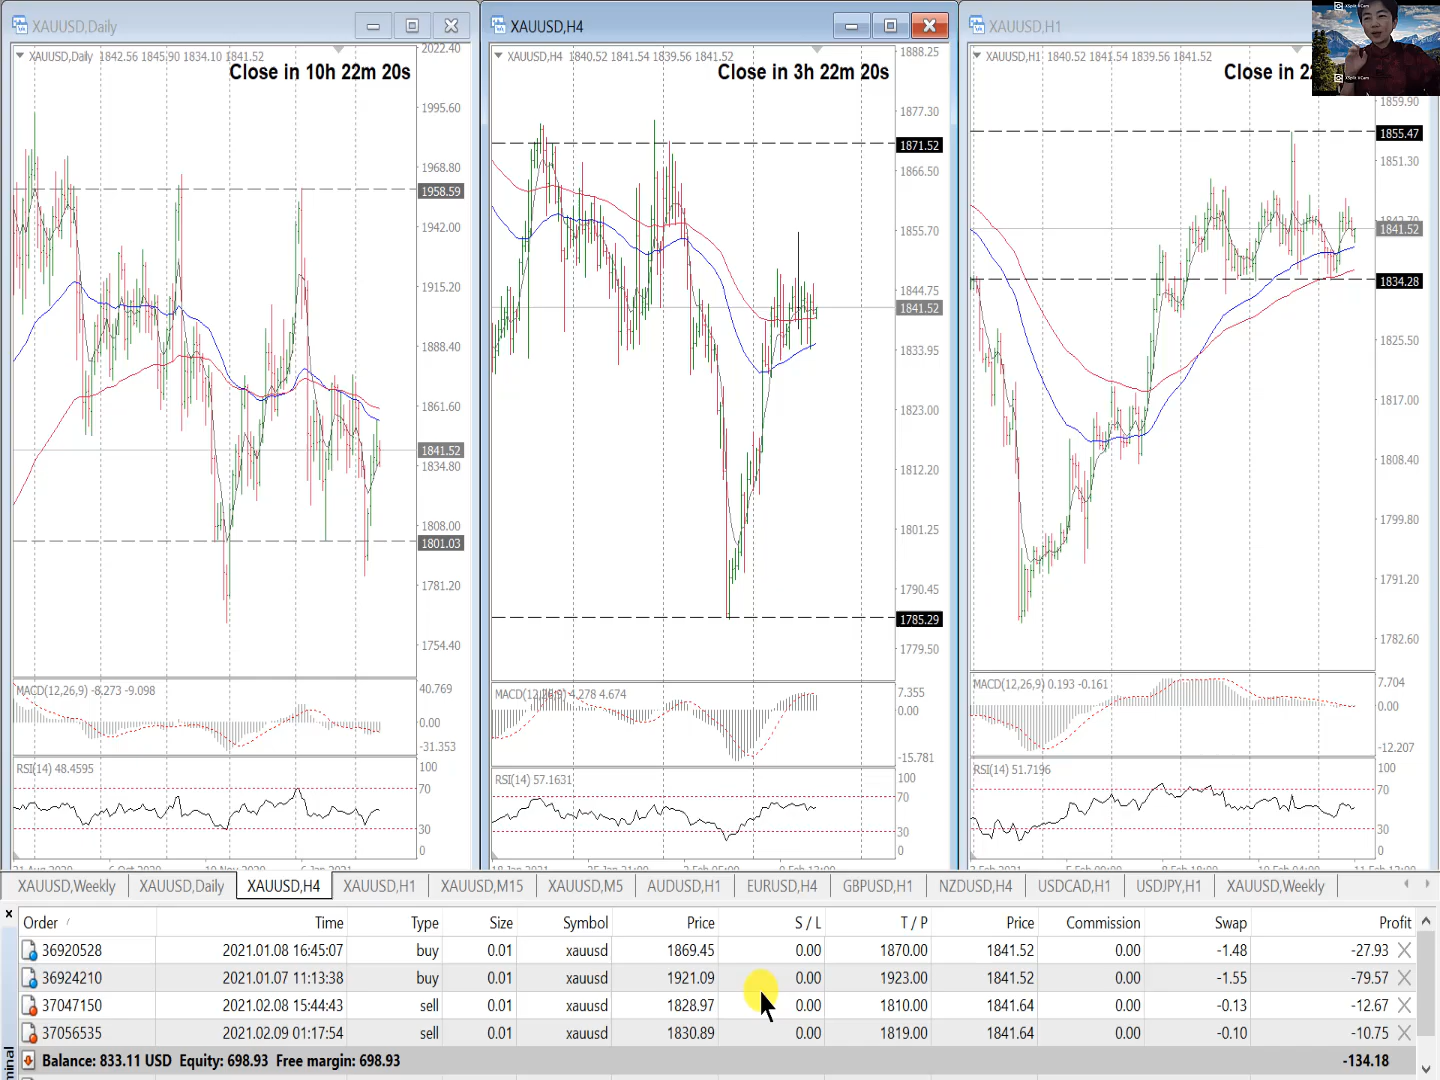 XAUUSD,Daily
XAUUSD,Daily 1842.56 1845.90 1834.10 1841.52
Close in 10h 22m 20s
2022.40
1995.60
1968.80
1958.59
1942.00
1915.20
1888.40
1861.60
1841.52
1834.80
1808.00
1801.03
1781.20
1754.40
MACD(12,26,9) -8.273 -9.098
40.769
0.00
-31.353
RSI(14) 48.4595
100
70
30
0
XAUUSD,H4
XAUUSD,H4 1840.52 1841.54 1839.56 1841.52
Close in 3h 22m 20s
1888.25
1877.30
1871.52
1866.50
1855.70
1844.75
1841.52
1833.95
1823.00
1812.20
1801.25
1790.45
1785.29
1779.50
MACD(12,26,9) 4.278 4.674
7.355
0.00
-15.781
RSI(14) 57.1631
100
70
30
0
XAUUSD,H1
XAUUSD,H1 1840.52 1841.54 1839.56 1841.52
Close in 22
XSplit VCam
XSplit VCam
1859.90
1855.47
1851.30
1841.52
1834.28
1825.50
1817.00
1808.40
1799.80
1791.20
1782.60
MACD(12,26,9) 0.193 -0.161
7.704
0.00
-12.207
RSI(14) 51.7196
100
70
30
0
XAUUSD,Weekly XAUUSD,Daily XAUUSD,H4 XAUUSD,H1 XAUUSD,M15 XAUUSD,M5 AUDUSD,H1 EURUSD,H4 GBPUSD,H1 NZDUSD,H4 USDCAD,H1 USDJPY,H1 XAUUSD,Weekly
Order / Time Type Size Symbol Price S / L T / P Price Commission Swap Profit
36920528 2021.01.08 16:45:07 buy 0.01 xauusd 1869.45 0.00 1870.00 1841.52 0.00 -1.48 -27.93
36924210 2021.01.07 11:13:38 buy 0.01 xauusd 1921.09 0.00 1923.00 1841.52 0.00 -1.55 -79.57
37047150 2021.02.08 15:44:43 sell 0.01 xauusd 1828.97 0.00 1810.00 1841.64 0.00 -0.13 -12.67
37056535 2021.02.09 01:17:54 sell 0.01 xauusd 1830.89 0.00 1819.00 1841.64 0.00 -0.10 -10.75
Balance: 833.11 USD Equity: 698.93 Free margin: 698.93 -134.18
minal